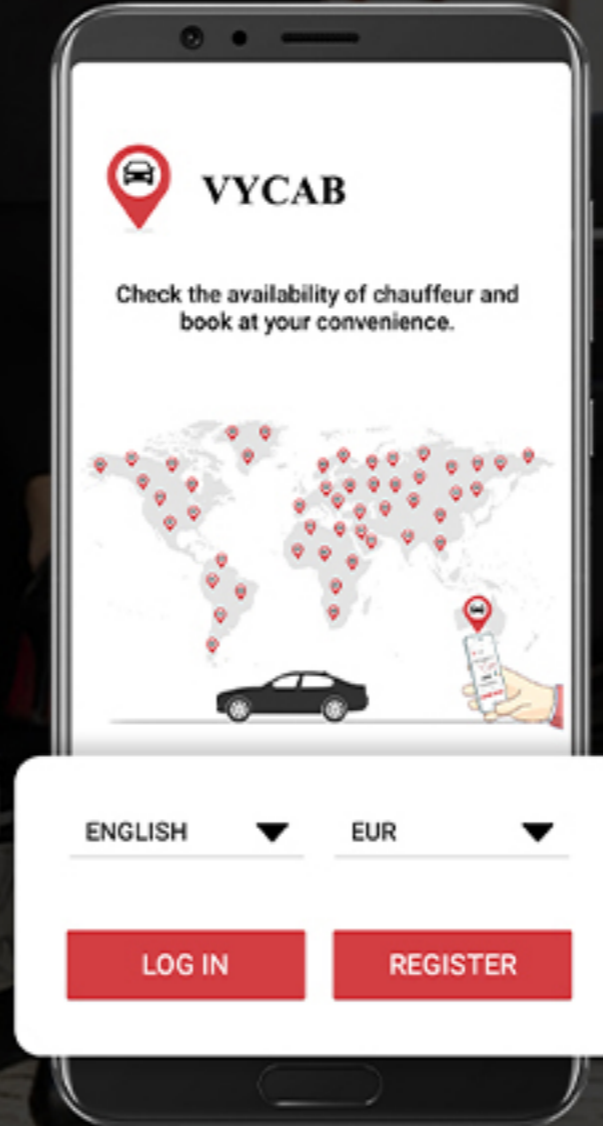 VYCAB
Check the availability of chauffeur and
book at your convenience.
ENGLISH
EUR
LOG IN
REGISTER